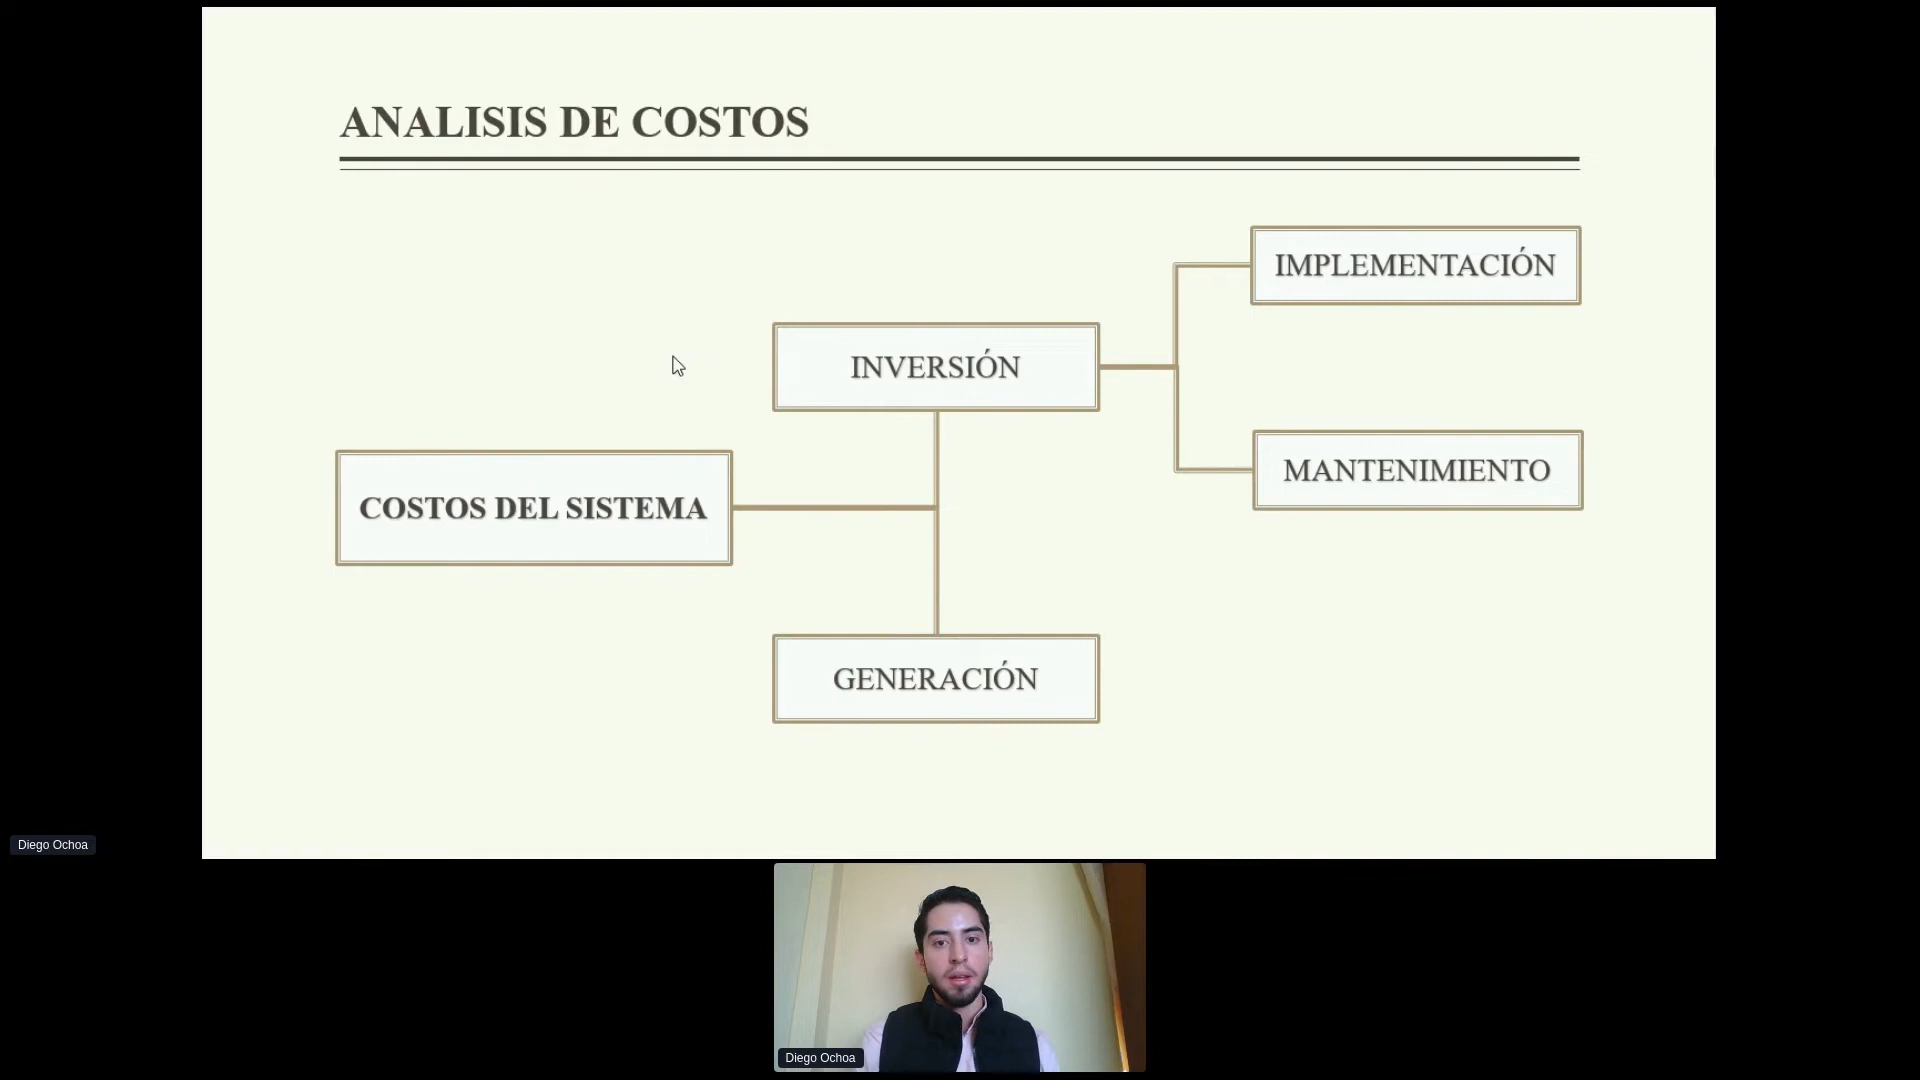 ANALISIS DE COSTOS
IMPLEMENTACIÓN
INVERSIÓN
MANTENIMIENTO
COSTOS DEL SISTEMA
GENERACIÓN
Diego Ochoa
Diego Ochoa